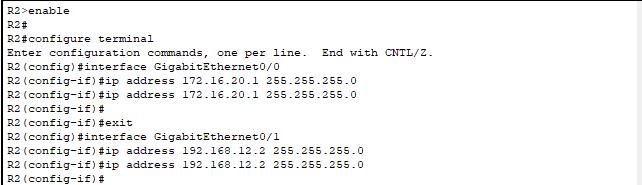 R2>enable
R2#
R2#configure terminal
Enter configuration commands, one per line.  End with CNTL/Z.
R2(config)#interface GigabitEthernet0/0
R2(config-if)#ip address 172.16.20.1 255.255.255.0
R2(config-if)#ip address 172.16.20.1 255.255.255.0
R2(config-if)#
R2(config-if)#exit
R2(config)#interface GigabitEthernet0/1
R2(config-if)#ip address 192.168.12.2 255.255.255.0
R2(config-if)#ip address 192.168.12.2 255.255.255.0
R2(config-if)#